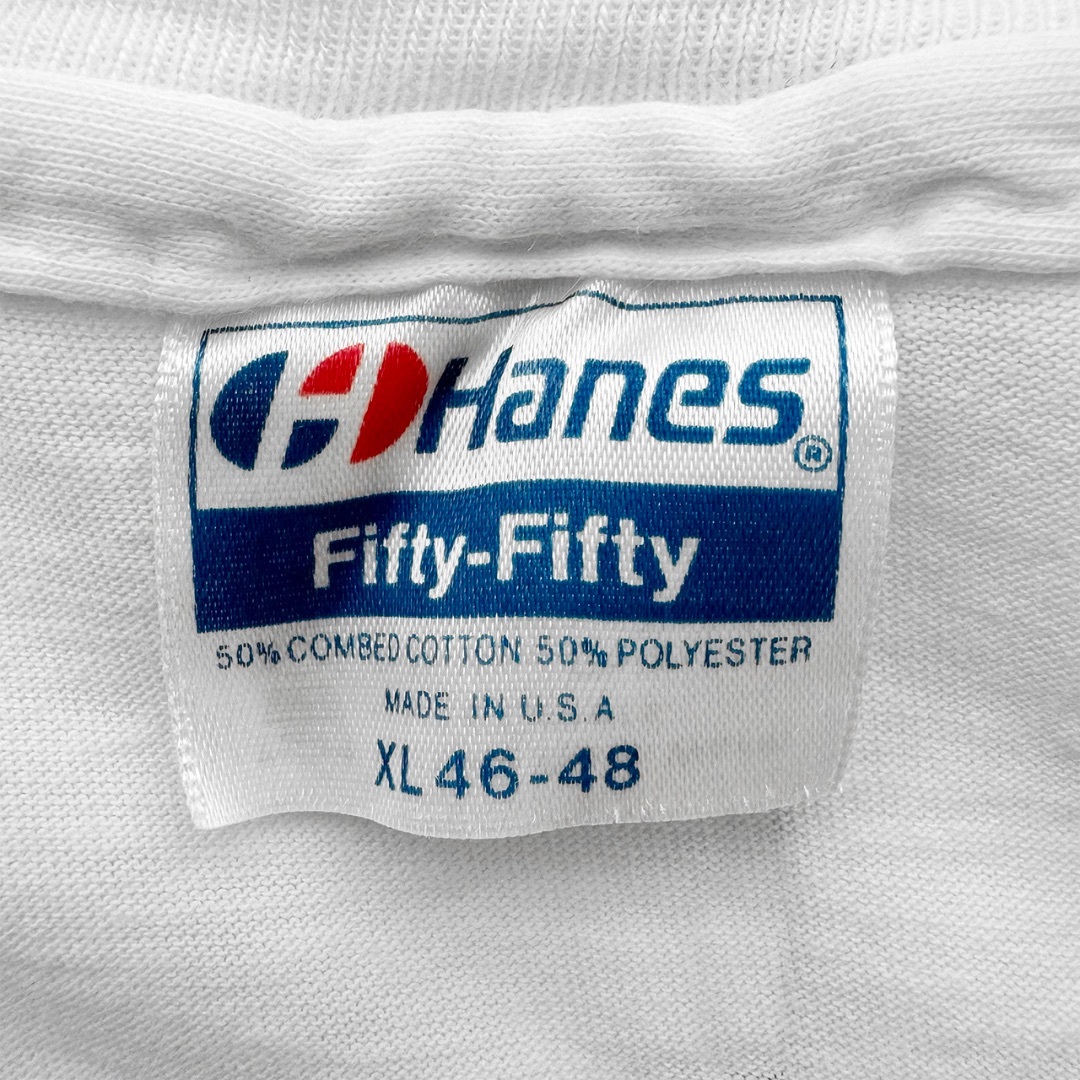 H Hanes®
Fifty-Fifty
50% COMBED COTTON 50% POLYESTER
MADE IN U.S.A
XL 46-48